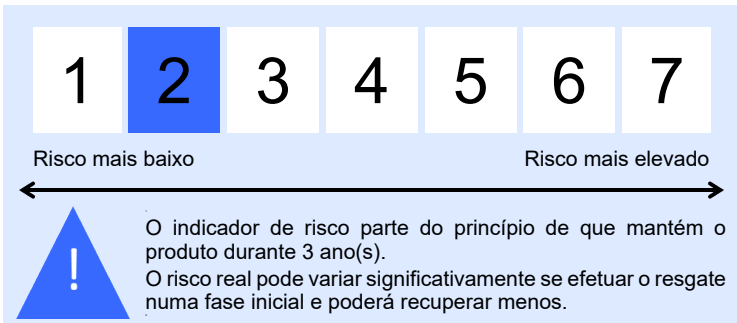 1 2 3 4 5 6 7
Risco mais baixo Risco mais elevado
! O indicador de risco parte do princípio de que mantém o
produto durante 3 ano(s).
O risco real pode variar significativamente se efetuar o resgate
numa fase inicial e poderá recuperar menos.